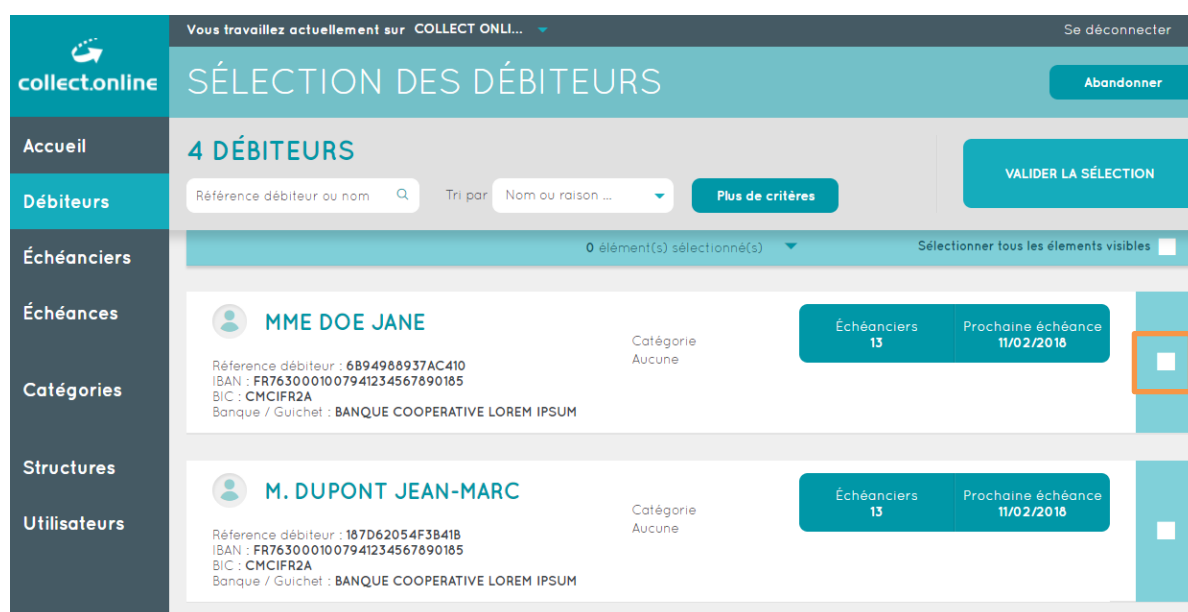 Vous travaillez actuellement sur COLLECT ONLI...
Se déconnecter
collect.online
SÉLECTION DES DÉBITEURS
Abandonner
Accueil
Débiteurs
Échéanciers
Échéances
Catégories
Structures
Utilisateurs
4 DÉBITEURS
Référence débiteur ou nom
Tri par
Nom ou raison ...
Plus de critères
VALIDER LA SÉLECTION
0 élément(s) sélectionné(s)
Sélectionner tous les élements visibles
MME DOE JANE
Réference débiteur : 6B94988937AC410
IBAN : FR7630001007941234567890185
BIC : CMCIFR2A
Banque / Guichet : BANQUE COOPERATIVE LOREM IPSUM
Catégorie
Aucune
Échéanciers
13
Prochaine échéance
11/02/2018
M. DUPONT JEAN-MARC
Réference débiteur : 187D62054F3B41B
IBAN : FR7630001007941234567890185
BIC : CMCIFR2A
Banque / Guichet : BANQUE COOPERATIVE LOREM IPSUM
Catégorie
Aucune
Échéanciers
13
Prochaine échéance
11/02/2018